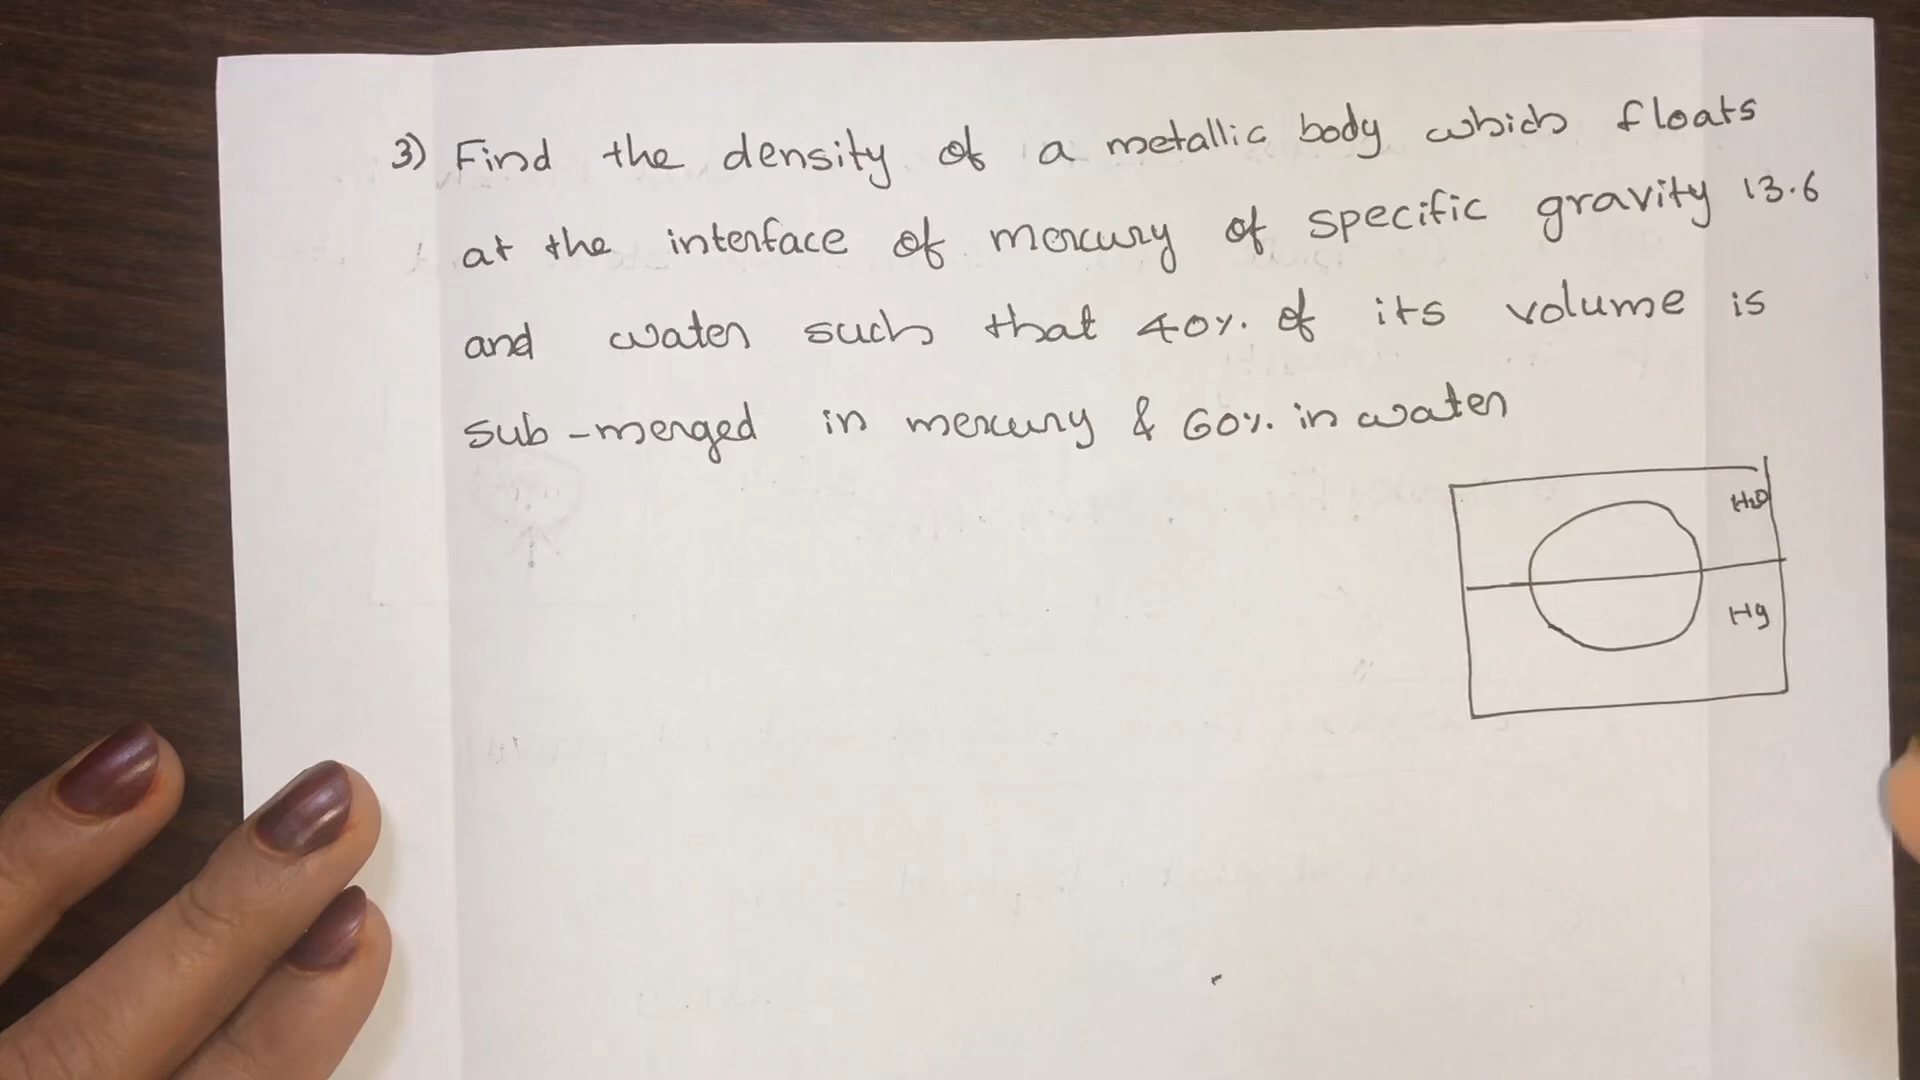 3) Find the density of a metallic body which floats
at the interface of mercury of specific gravity 13.6
and water such that 40%. of its volume is
sub-merged in mercury & 60%. in water
H2O
Hg